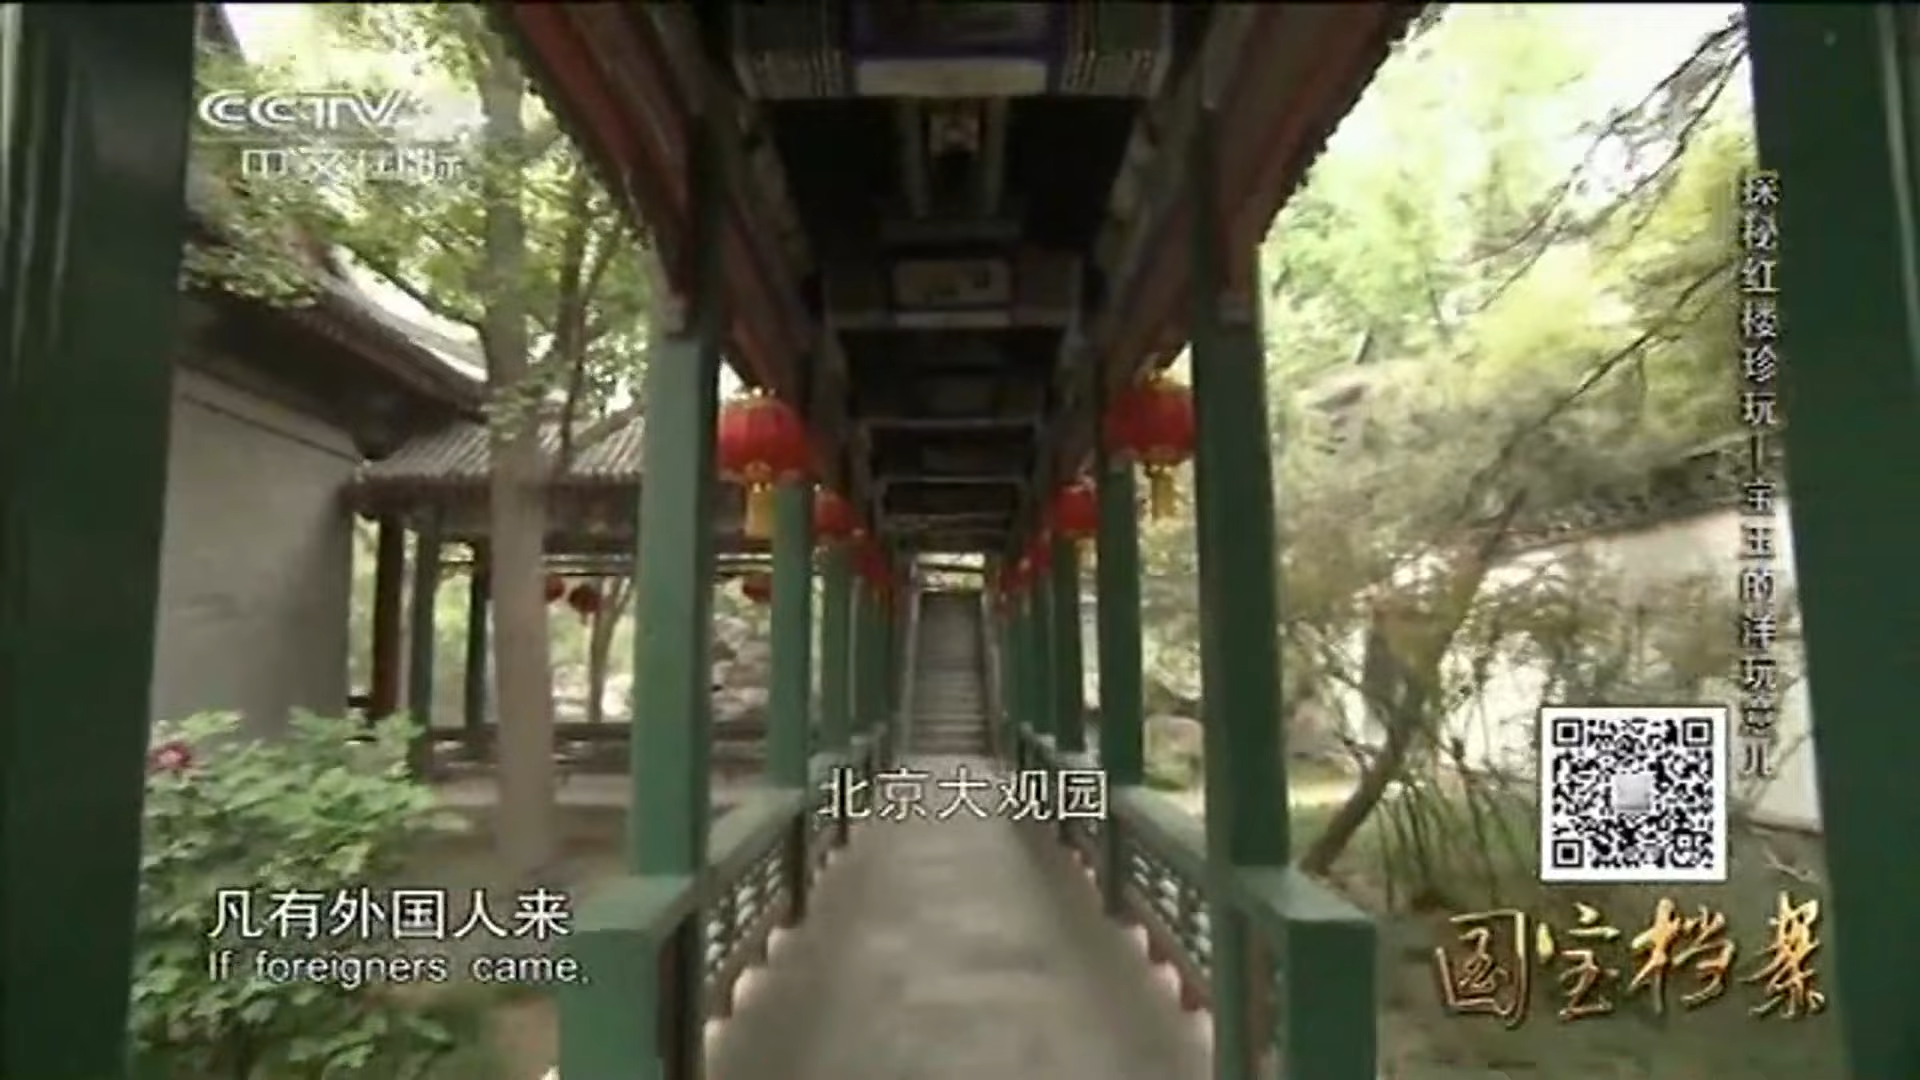 CCTV
中文国际
探秘红楼珍玩—宝玉的洋玩意儿
北京大观园
凡有外国人来
If foreigners came,
国宝档案